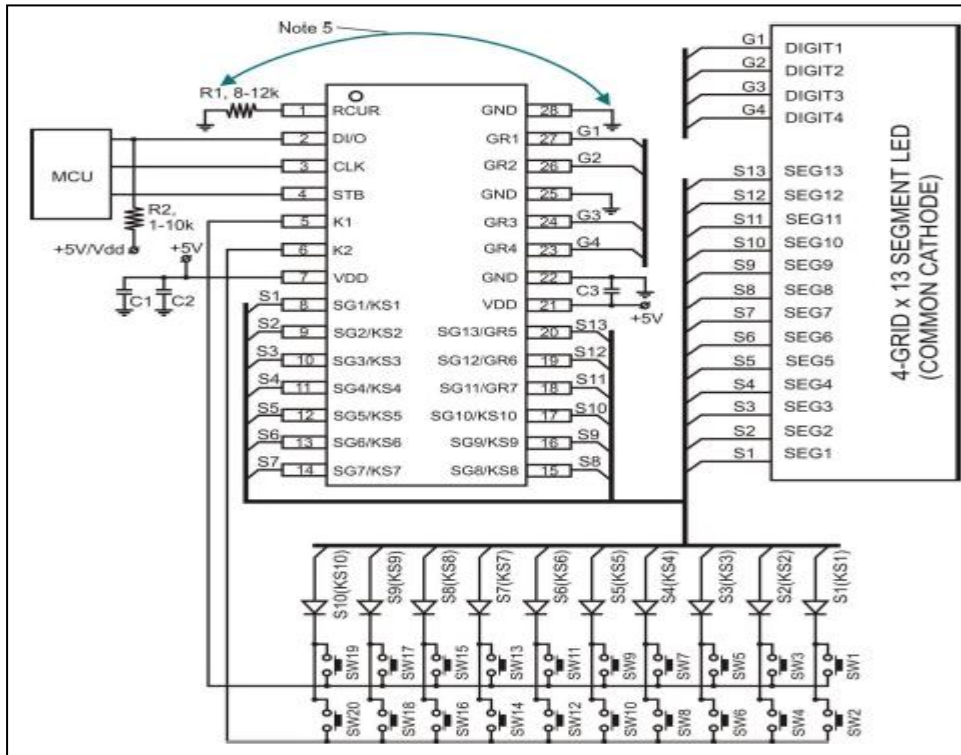 Note 5
R1, 8-12k
MCU
R2,
1-10k
+5V/Vdd
+5V
C1
C2
1 RCUR
2 DI/O
3 CLK
4 STB
5 K1
6 K2
7 VDD
S1 8 SG1/KS1
S2 9 SG2/KS2
S3 10 SG3/KS3
S4 11 SG4/KS4
S5 12 SG5/KS5
S6 13 SG6/KS6
S7 14 SG7/KS7
GND 28
GR1 27 G1
GR2 26 G2
GND 25
GR3 24 G3
GR4 23 G4
GND 22
C3
VDD 21
+5V
SG13/GR5 20 S13
SG12/GR6 19 S12
SG11/GR7 18 S11
SG10/KS10 17 S10
SG9/KS9 16 S9
SG8/KS8 15 S8
G1 DIGIT1
G2 DIGIT2
G3 DIGIT3
G4 DIGIT4
S13 SEG13
S12 SEG12
S11 SEG11
S10 SEG10
S9 SEG9
S8 SEG8
S7 SEG7
S6 SEG6
S5 SEG5
S4 SEG4
S3 SEG3
S2 SEG2
S1 SEG1
4-GRID x 13 SEGMENT LED
(COMMON CATHODE)
S10(KS10)
S9(KS9)
S8(KS8)
S7(KS7)
S6(KS6)
S5(KS5)
S4(KS4)
S3(KS3)
S2(KS2)
S1(KS1)
SW19
SW17
SW15
SW13
SW11
SW9
SW7
SW5
SW3
SW1
SW20
SW18
SW16
SW14
SW12
SW10
SW8
SW6
SW4
SW2